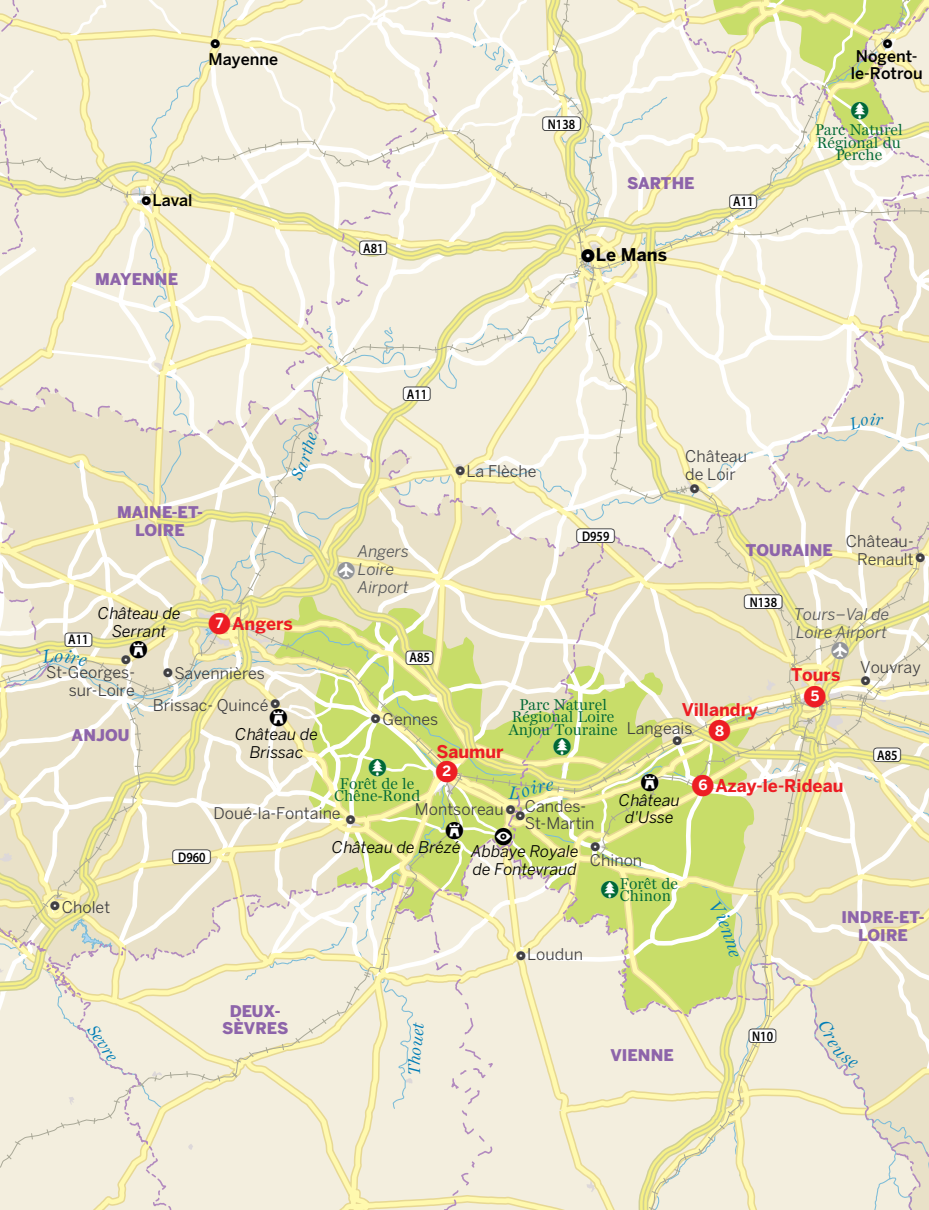 Mayenne
Nogent-
le-Rotrou
N138
Parc Naturel
Régional du
Perche
SARTHE
A11
Laval
A81
Le Mans
MAYENNE
A11
Loir
Sarthe
La Flèche
Château
de Loir
MAINE-ET-
LOIRE
D959
TOURAINE
Château-
Renault
Angers
Loire
Airport
N138
Château de
Serrant
7 Angers
Tours–Val de
Loire Airport
A11
Loire
A85
St-Georges-
sur-Loire
Savennières
Vouvray
Tours
5
Brissac- Quincé
Parc Naturel
Régional Loire
Anjou Touraine
Villandry
8
Langeais
Gennes
ANJOU
Château de
Brissac
Saumur
2
A85
Forêt de le
Chêne-Rond
Loire
6 Azay-le-Rideau
Château
d'Usse
Doué-la-Fontaine
Montsoreau
Candes-
St-Martin
Château de Brézé
Abbaye Royale
de Fontevraud
Chinon
D960
Forêt de
Chinon
Cholet
Vienne
INDRE-ET-
LOIRE
Loudun
DEUX-
SÈVRES
Sevre
Thouet
N10
Creuse
VIENNE